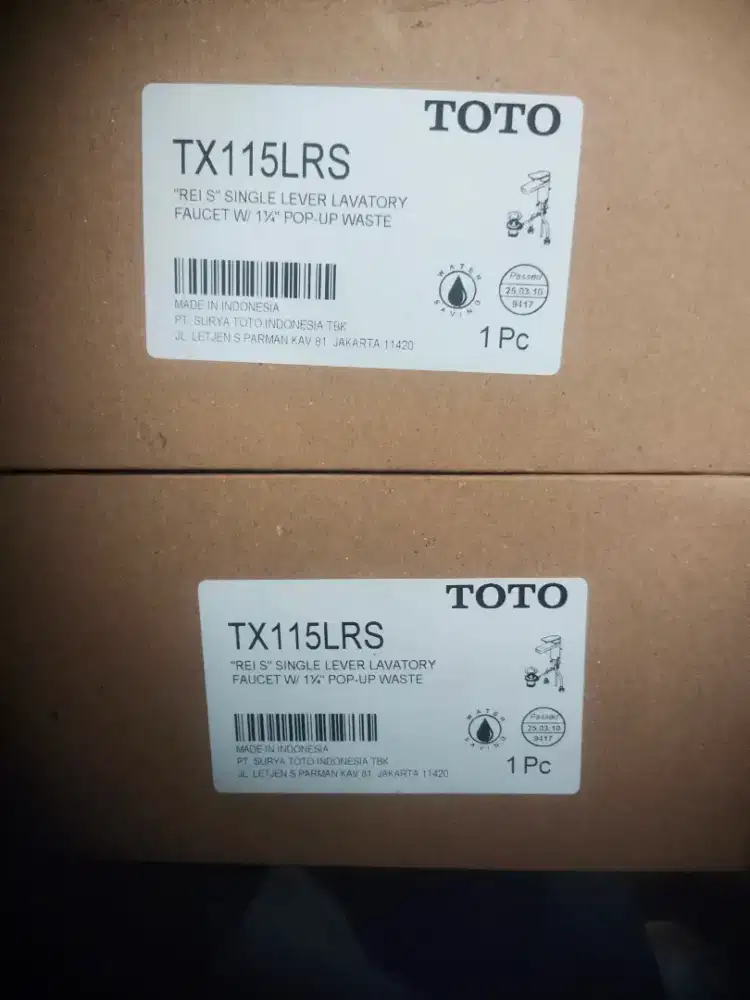 TOTO
TX115LRS
"REI S" SINGLE LEVER LAVATORY
FAUCET W/ 1¼" POP-UP WASTE
WATER SAVING
Passed
25.03.10
9417
MADE IN INDONESIA
PT. SURYA TOTO INDONESIA TBK
JL. LETJEN S PARMAN KAV 81 JAKARTA 11420
1 Pc
TOTO
TX115LRS
"REI S" SINGLE LEVER LAVATORY
FAUCET W/ 1¼" POP-UP WASTE
WATER SAVING
Passed
25.03.10
9417
MADE IN INDONESIA
PT. SURYA TOTO INDONESIA TBK
JL. LETJEN S PARMAN KAV 81 JAKARTA 11420
1 Pc